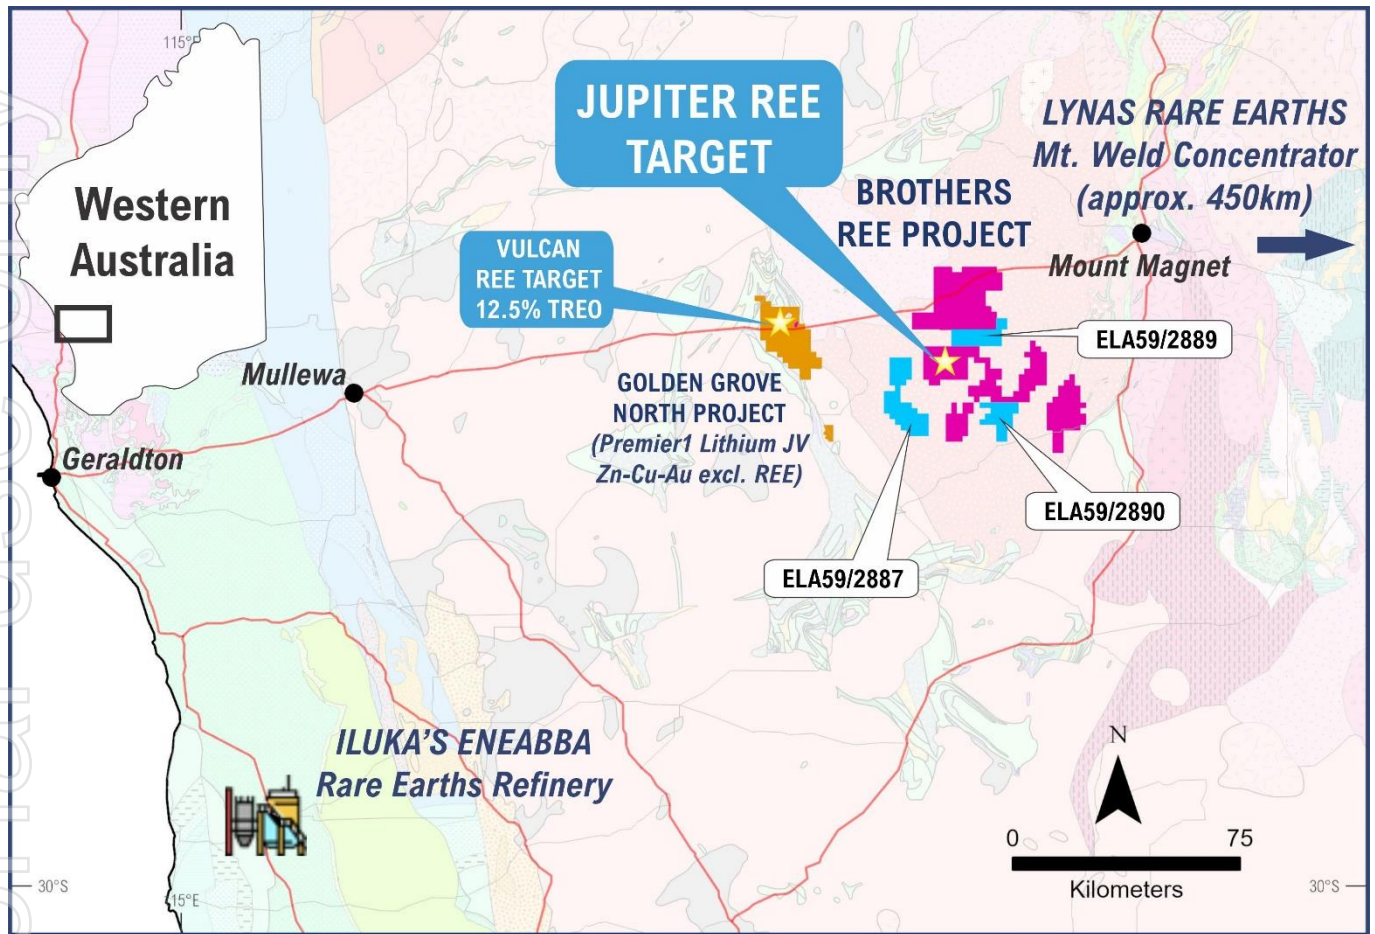 115°E
Western
Australia
JUPITER REE
TARGET
LYNAS RARE EARTHS
Mt. Weld Concentrator
(approx. 450km)
BROTHERS
REE PROJECT
VULCAN
REE TARGET
12.5% TREO
Mount Magnet
ELA59/2889
Mullewa
GOLDEN GROVE
NORTH PROJECT
(Premier1 Lithium JV
Zn-Cu-Au excl. REE)
Geraldton
ELA59/2890
ELA59/2887
ILUKA'S ENEABBA
Rare Earths Refinery
N
0 75
Kilometers
30°S
30°S
115°E